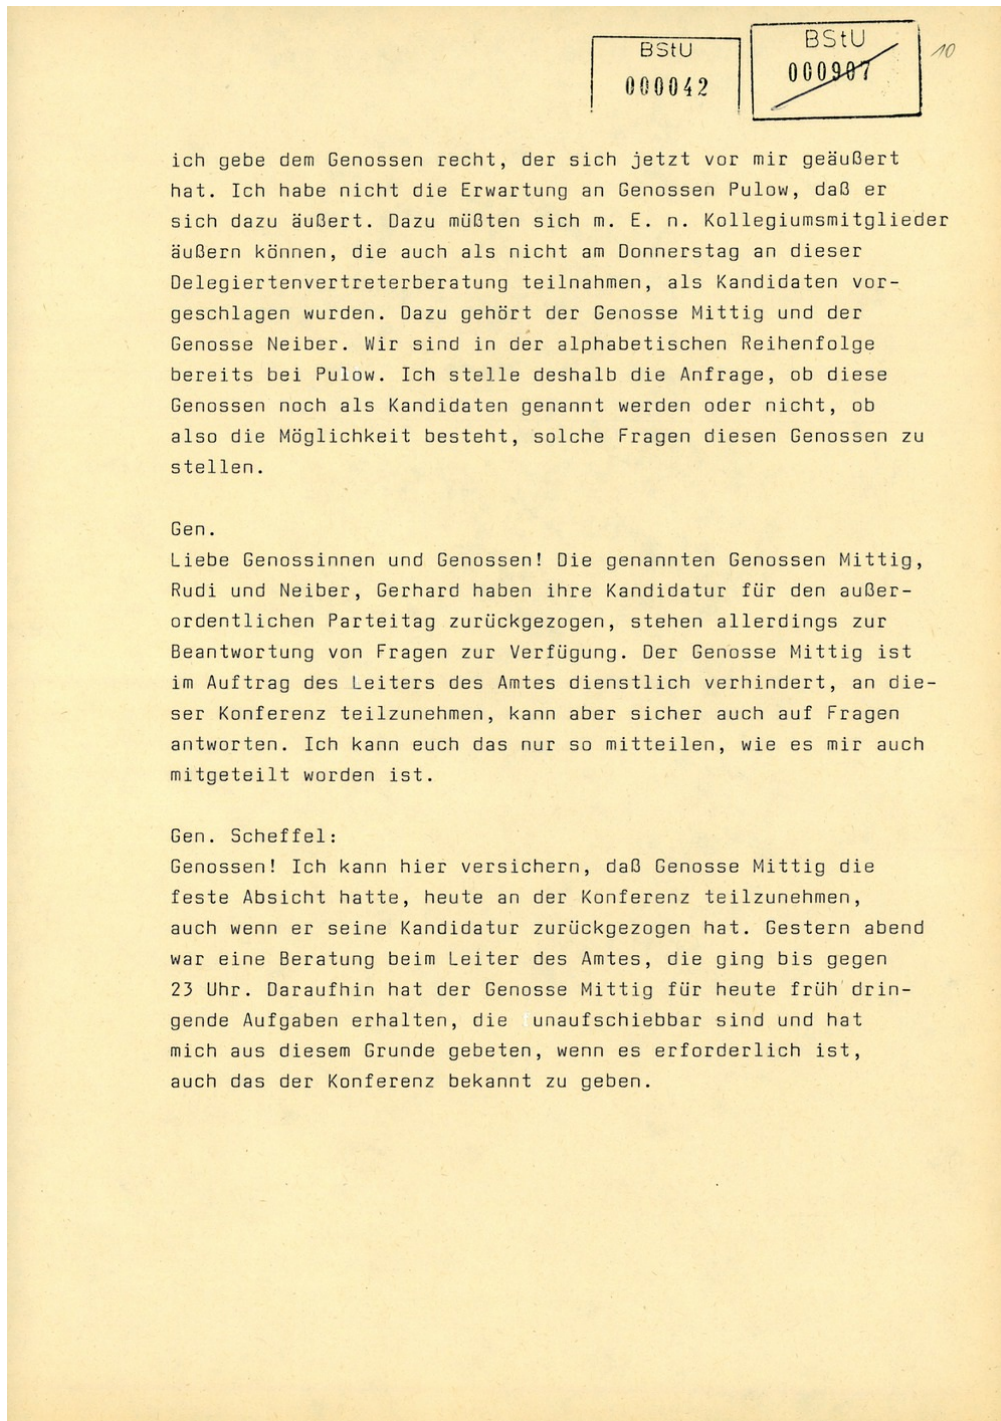 BStU
000042
BStU
000907
10
ich gebe dem Genossen recht, der sich jetzt vor mir geäußert
hat. Ich habe nicht die Erwartung an Genossen Pulow, daß er
sich dazu äußert. Dazu müßten sich m. E. n. Kollegiumsmitglieder
äußern können, die auch als nicht am Donnerstag an dieser
Delegiertenvertreterberatung teilnahmen, als Kandidaten vor-
geschlagen wurden. Dazu gehört der Genosse Mittig und der
Genosse Neiber. Wir sind in der alphabetischen Reihenfolge
bereits bei Pulow. Ich stelle deshalb die Anfrage, ob diese
Genossen noch als Kandidaten genannt werden oder nicht, ob
also die Möglichkeit besteht, solche Fragen diesen Genossen zu
stellen.
Gen.
Liebe Genossinnen und Genossen! Die genannten Genossen Mittig,
Rudi und Neiber, Gerhard haben ihre Kandidatur für den außer-
ordentlichen Parteitag zurückgezogen, stehen allerdings zur
Beantwortung von Fragen zur Verfügung. Der Genosse Mittig ist
im Auftrag des Leiters des Amtes dienstlich verhindert, an die-
ser Konferenz teilzunehmen, kann aber sicher auch auf Fragen
antworten. Ich kann euch das nur so mitteilen, wie es mir auch
mitgeteilt worden ist.
Gen. Scheffel:
Genossen! Ich kann hier versichern, daß Genosse Mittig die
feste Absicht hatte, heute an der Konferenz teilzunehmen,
auch wenn er seine Kandidatur zurückgezogen hat. Gestern abend
war eine Beratung beim Leiter des Amtes, die ging bis gegen
23 Uhr. Daraufhin hat der Genosse Mittig für heute früh drin-
gende Aufgaben erhalten, die unaufschiebbar sind und hat
mich aus diesem Grunde gebeten, wenn es erforderlich ist,
auch das der Konferenz bekannt zu geben.